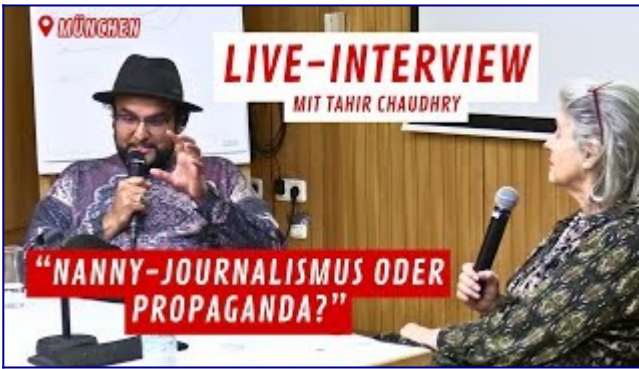 MÜNCHEN
LIVE-INTERVIEW
MIT TAHIR CHAUDHRY
“NANNY-JOURNALISMUS ODER
PROPAGANDA?”